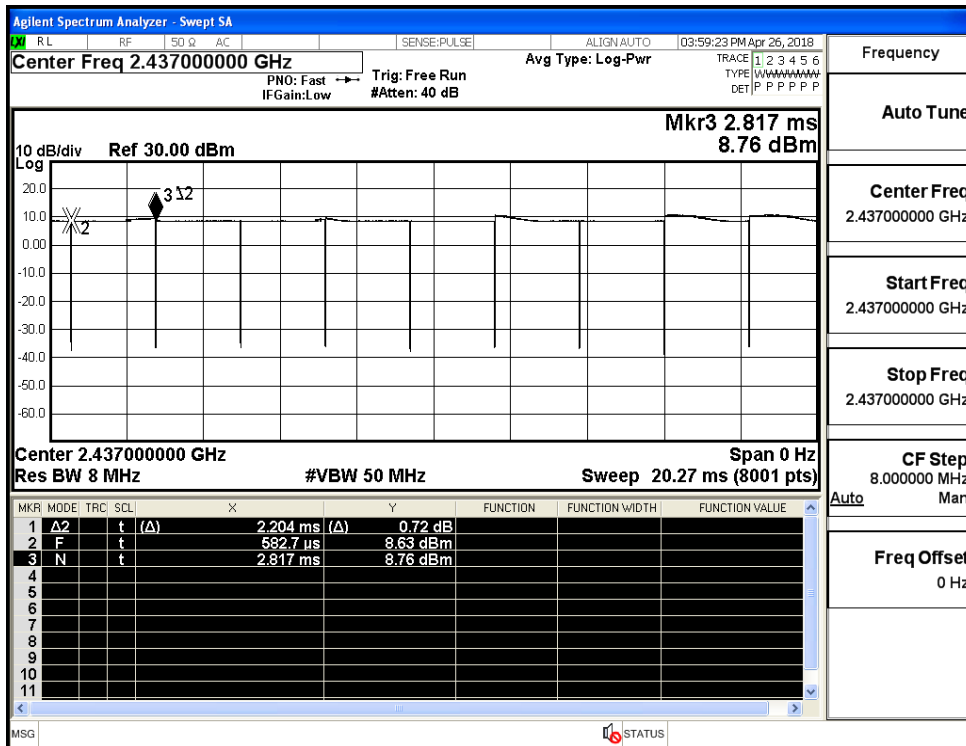 Agilent Spectrum Analyzer - Swept SA
LXI RL RF 50 Ω AC SENSE:PULSE ALIGN AUTO 03:59:23 PM Apr 26, 2018
Center Freq 2.437000000 GHz
PNO: Fast
IFGain:Low
Trig: Free Run
#Atten: 40 dB
Avg Type: Log-Pwr
TRACE 1 2 3 4 5 6
TYPE WWWWWW
DET P P P P P P
Mkr3 2.817 ms
8.76 dBm
10 dB/div Ref 30.00 dBm
Log
20.0
10.0
0.00
-10.0
-20.0
-30.0
-40.0
-50.0
-60.0
3 Δ2
2
Center 2.437000000 GHz Span 0 Hz
Res BW 8 MHz #VBW 50 MHz Sweep 20.27 ms (8001 pts)
MKR MODE TRC SCL X Y FUNCTION FUNCTION WIDTH FUNCTION VALUE
1 Δ2 t (Δ) 2.204 ms (Δ) 0.72 dB
2 F t 582.7 µs 8.63 dBm
3 N t 2.817 ms 8.76 dBm
4
5
6
7
8
9
10
11
MSG STATUS
Frequency
Auto Tune
Center Freq
2.437000000 GHz
Start Freq
2.437000000 GHz
Stop Freq
2.437000000 GHz
CF Step
8.000000 MHz
Auto Man
Freq Offset
0 Hz